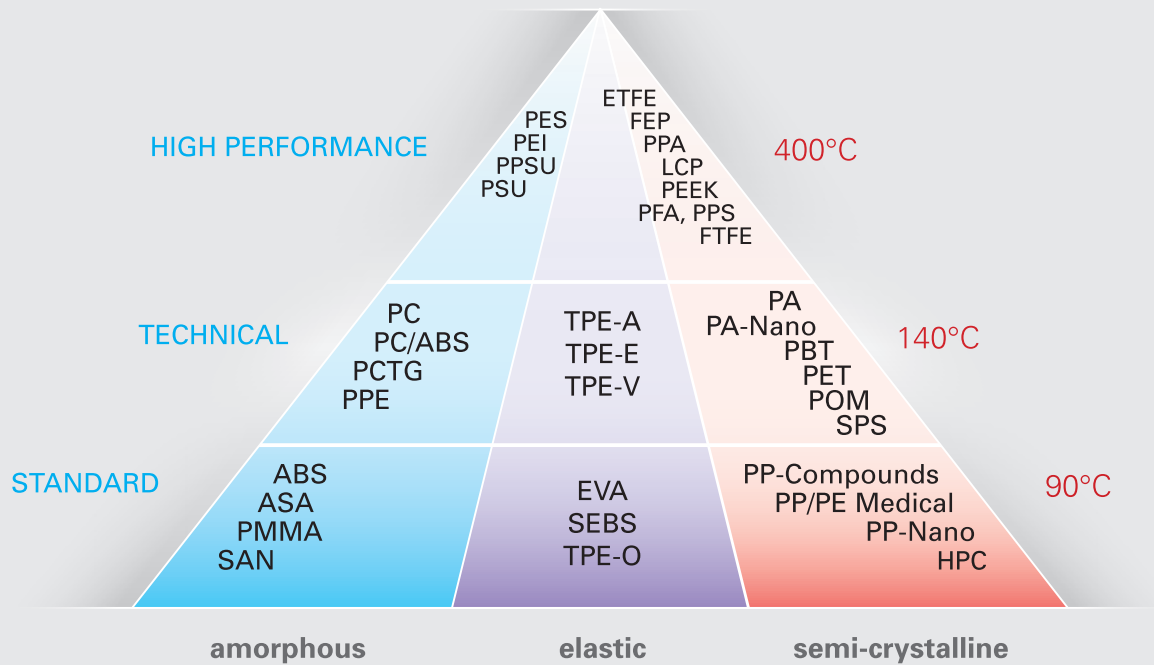 HIGH PERFORMANCE
PES
PEI
PPSU
PSU
ETFE
FEP
PPA
LCP
PEEK
PFA, PPS
FTFE
400°C
TECHNICAL
PC
PC/ABS
PCTG
PPE
TPE-A
TPE-E
TPE-V
PA
PA-Nano
PBT
PET
POM
SPS
140°C
STANDARD
ABS
ASA
PMMA
SAN
EVA
SEBS
TPE-O
PP-Compounds
PP/PE Medical
PP-Nano
HPC
90°C
amorphous
elastic
semi-crystalline